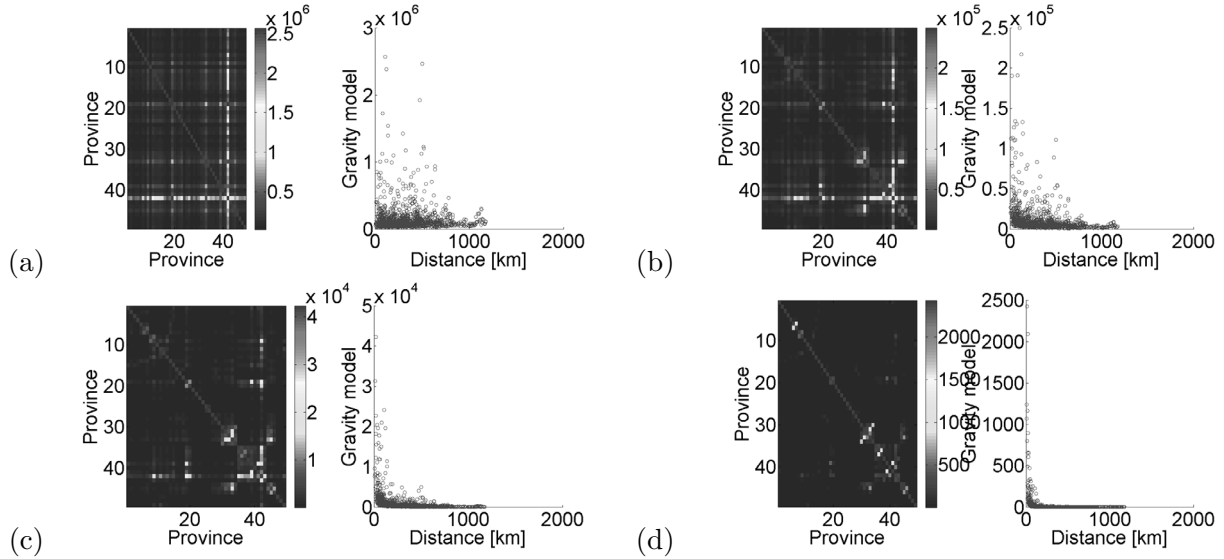 x 10^6
2.5
2
1.5
1
0.5
10
20
30
40
Province
20 40
Province
x 10^6
3
2
1
0
Gravity model
0 1000 2000
Distance [km]
(a)
x 10^5
2
1.5
1
0.5
10
20
30
40
Province
20 40
Province
x 10^5
2.5
2
1.5
1
0.5
0
Gravity model
0 1000 2000
Distance [km]
(b)
x 10^4
4
3
2
1
10
20
30
40
Province
20 40
Province
x 10^4
5
4
3
2
1
0
Gravity model
0 1000 2000
Distance [km]
(c)
2000
1500
1000
500
10
20
30
40
Province
20 40
Province
2500
2000
1500
1000
500
0
Gravity model
0 1000 2000
Distance [km]
(d)